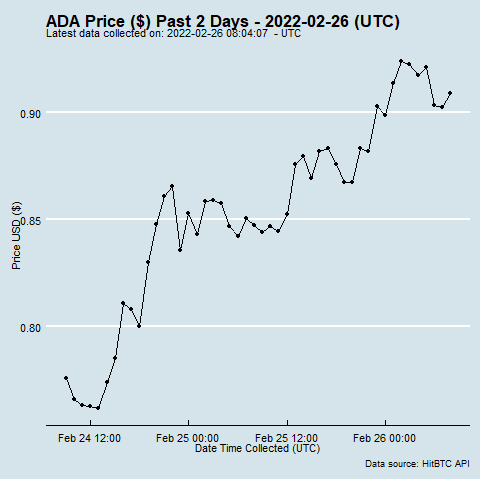 ADA Price ($) Past 2 Days - 2022-02-26 (UTC)
Latest data collected on: 2022-02-26 08:04:07 - UTC
0.90
0.85
0.80
Price USD ($)
Feb 24 12:00
Feb 25 00:00
Feb 25 12:00
Feb 26 00:00
Date Time Collected (UTC)
Data source: HitBTC API